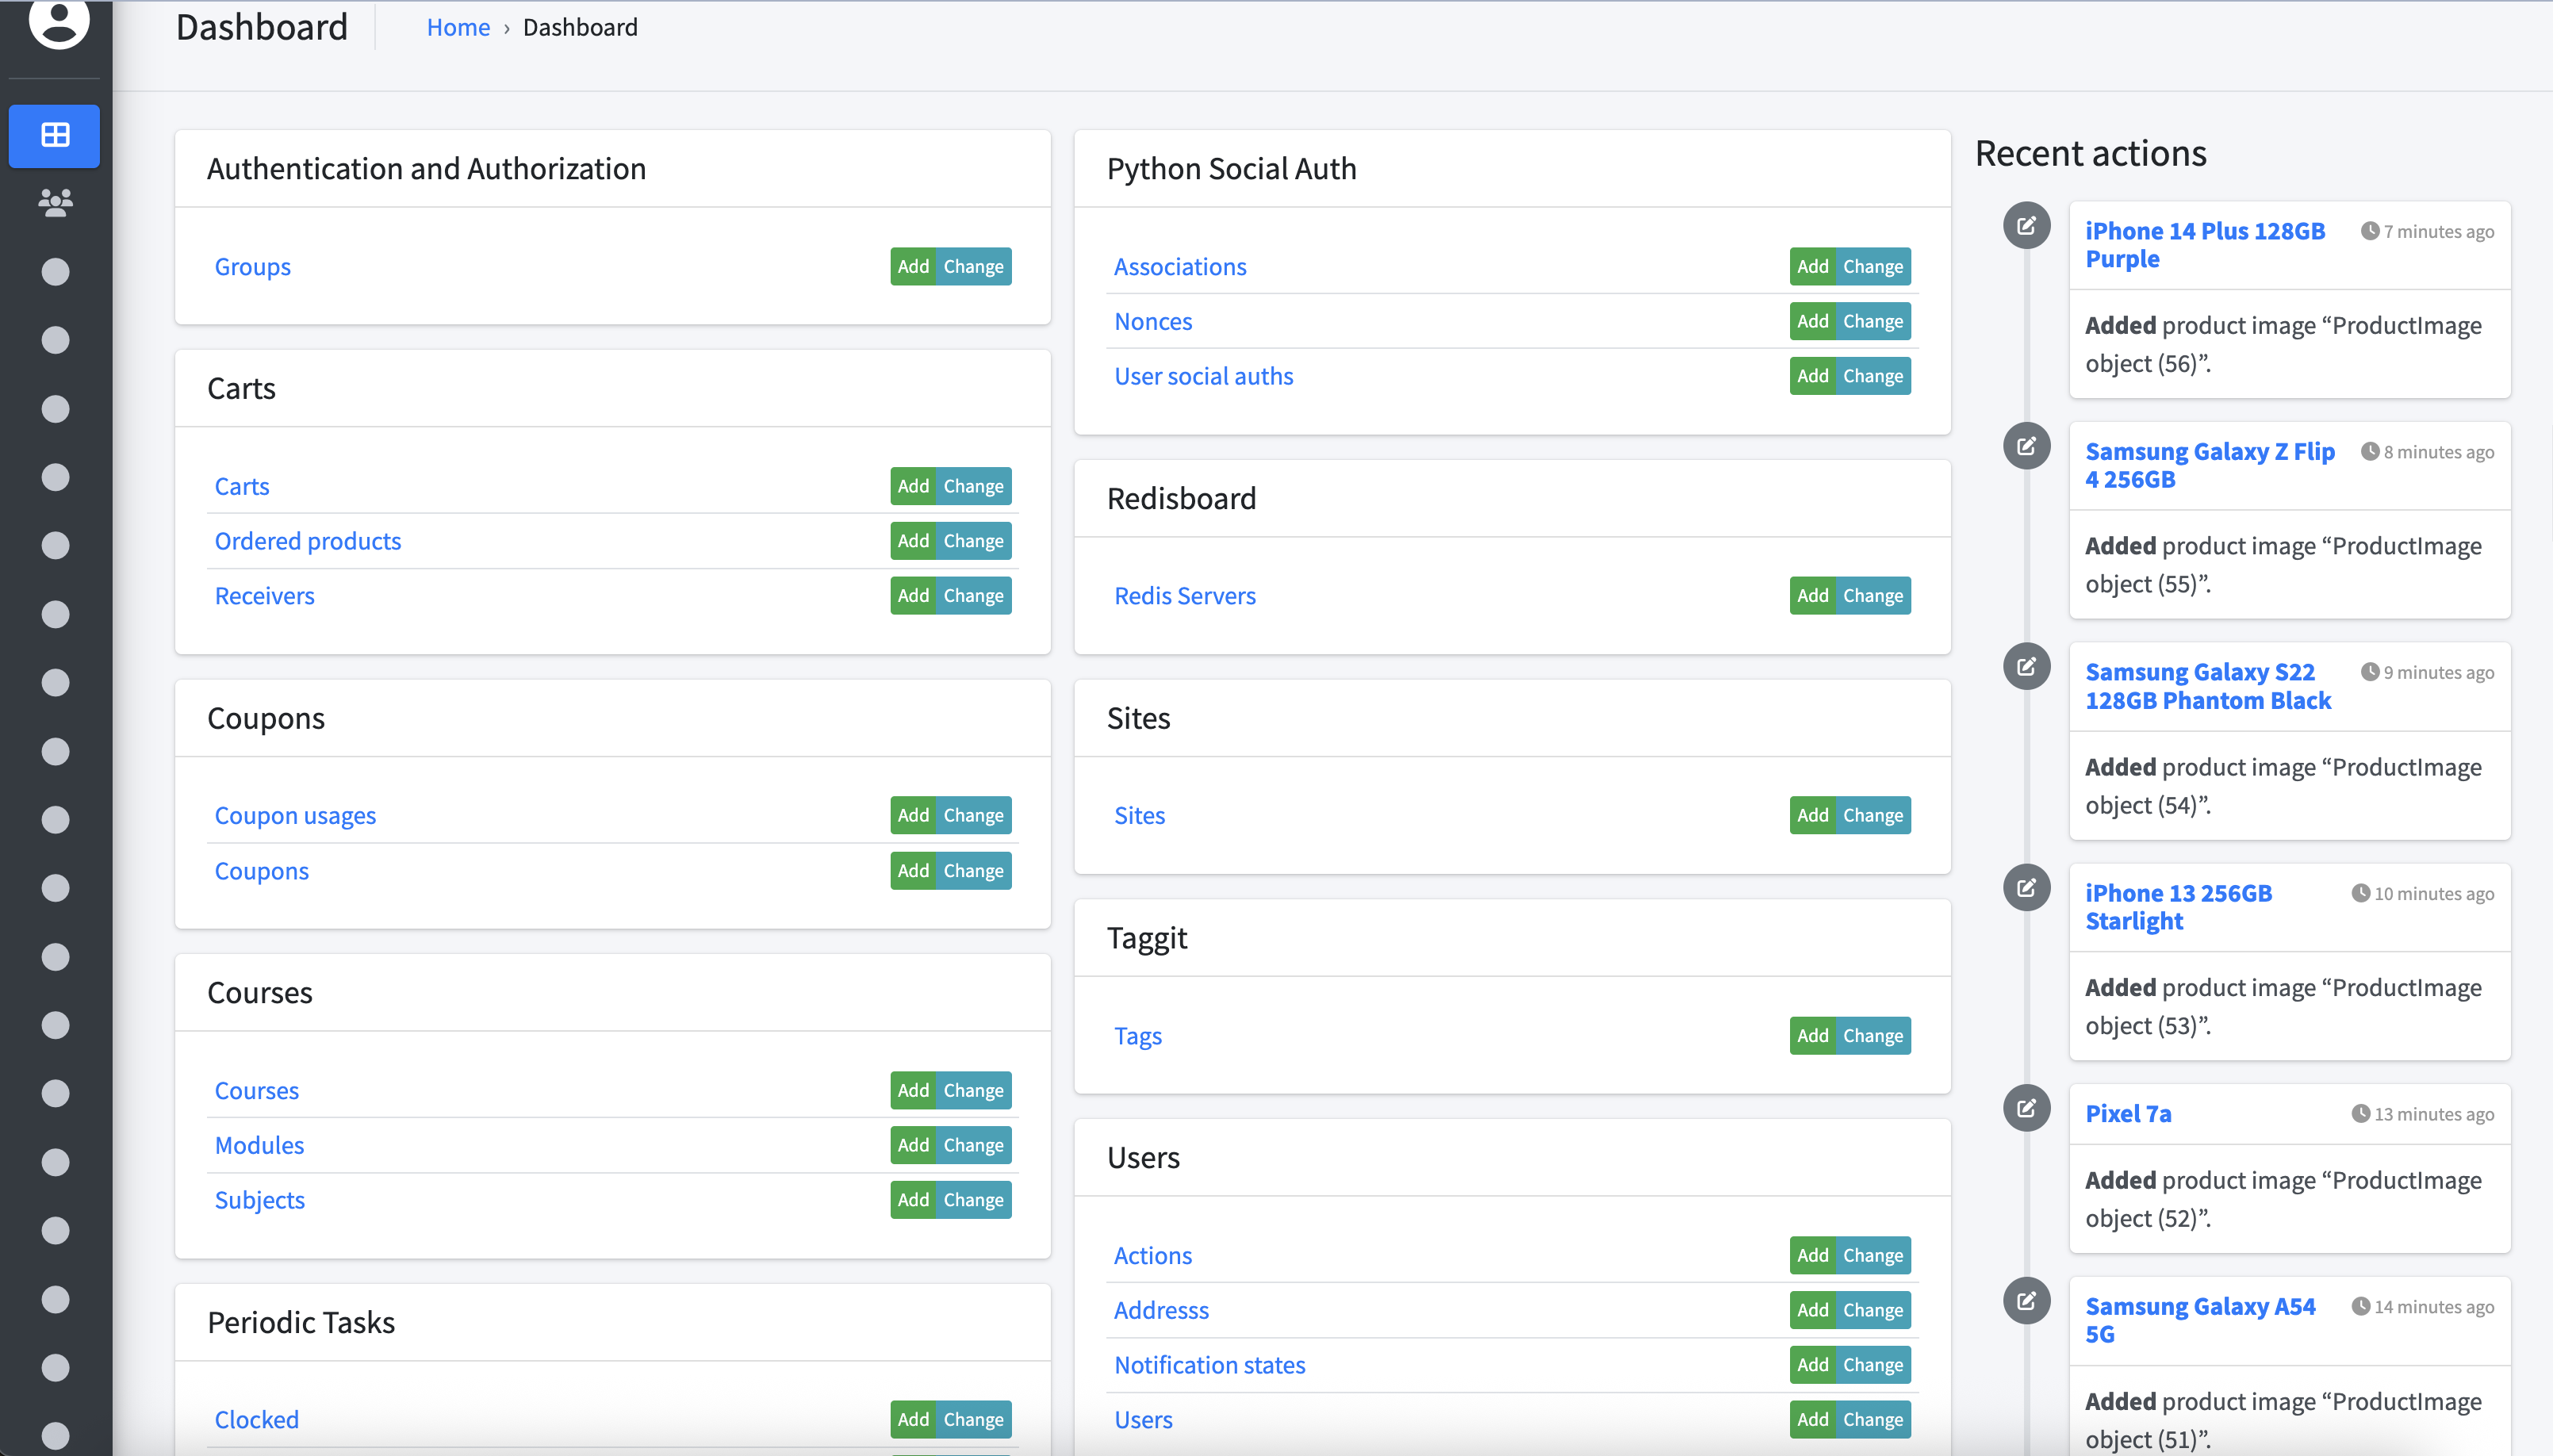 Dashboard
Home › Dashboard
Authentication and Authorization
Groups Add Change
Carts
Carts Add Change
Ordered products Add Change
Receivers Add Change
Coupons
Coupon usages Add Change
Coupons Add Change
Courses
Courses Add Change
Modules Add Change
Subjects Add Change
Periodic Tasks
Clocked Add Change
Python Social Auth
Associations Add Change
Nonces Add Change
User social auths Add Change
Redisboard
Redis Servers Add Change
Sites
Sites Add Change
Taggit
Tags Add Change
Users
Actions Add Change
Addresss Add Change
Notification states Add Change
Users Add Change
Recent actions
iPhone 14 Plus 128GB 7 minutes ago
Purple
Added product image “ProductImage
object (56)”.
Samsung Galaxy Z Flip 8 minutes ago
4 256GB
Added product image “ProductImage
object (55)”.
Samsung Galaxy S22 9 minutes ago
128GB Phantom Black
Added product image “ProductImage
object (54)”.
iPhone 13 256GB 10 minutes ago
Starlight
Added product image “ProductImage
object (53)”.
Pixel 7a 13 minutes ago
Added product image “ProductImage
object (52)”.
Samsung Galaxy A54 14 minutes ago
5G
Added product image “ProductImage
object (51)”.